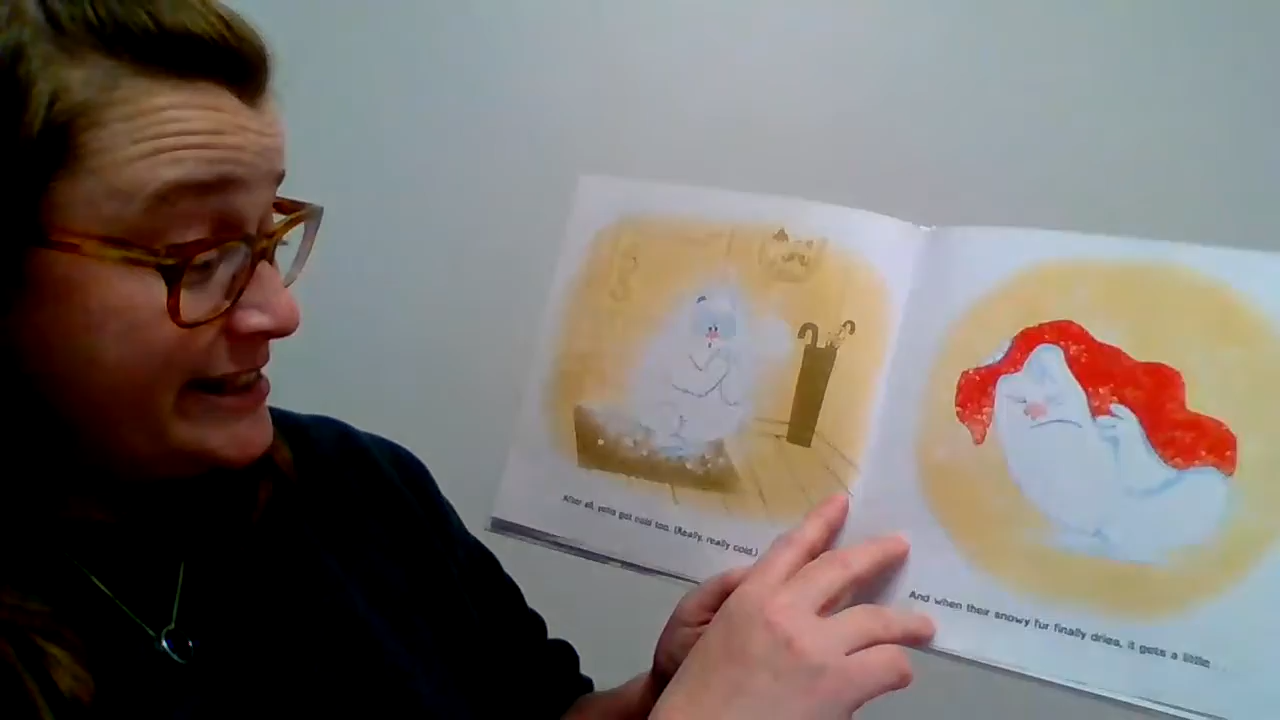 After all, yetis get cold too. (Really, really cold.)
And when their snowy fur finally dries, it gets a little